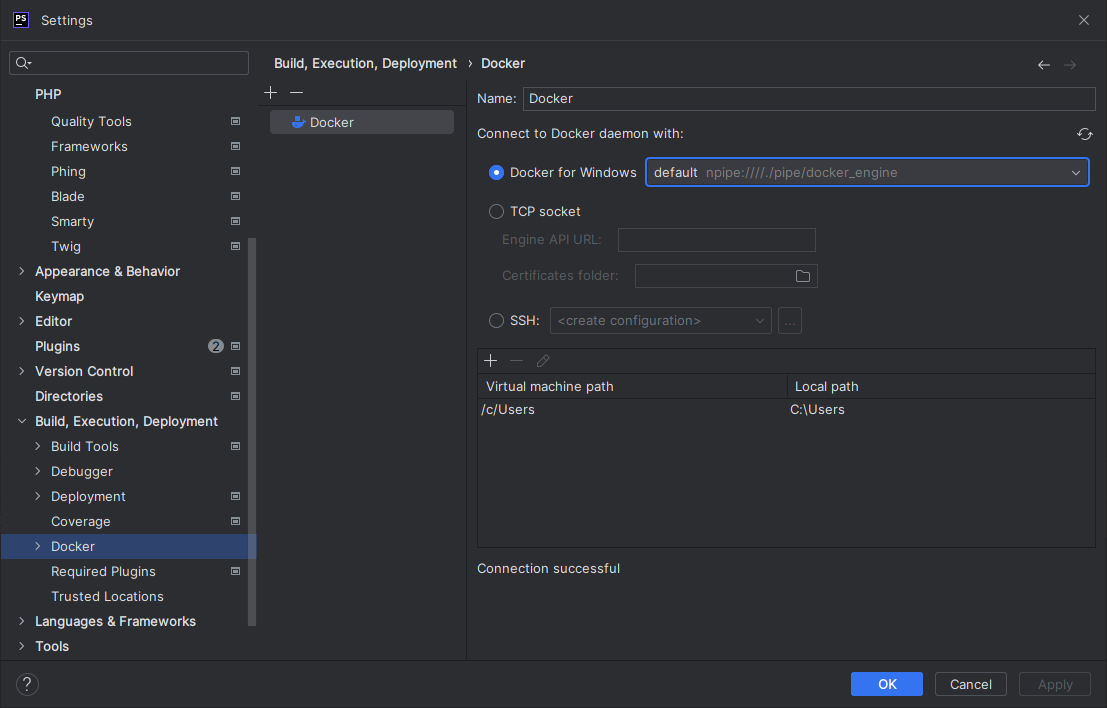 PS Settings
Build, Execution, Deployment › Docker
PHP
Quality Tools
Frameworks
Phing
Blade
Smarty
Twig
Appearance & Behavior
Keymap
Editor
Plugins 2
Version Control
Directories
Build, Execution, Deployment
Build Tools
Debugger
Deployment
Coverage
Docker
Required Plugins
Trusted Locations
Languages & Frameworks
Tools
Docker
Name: Docker
Connect to Docker daemon with:
Docker for Windows default npipe:////./pipe/docker_engine
TCP socket
Engine API URL:
Certificates folder:
SSH: <create configuration> ...
Virtual machine path Local path
/c/Users C:\Users
Connection successful
? OK Cancel Apply